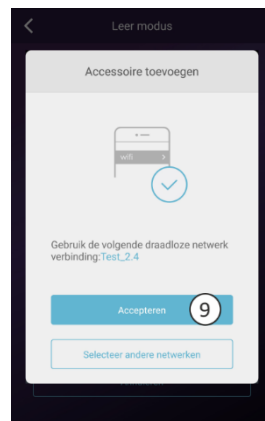 Leer modus
Accessoire toevoegen
wifi
Gebruik de volgende draadloze netwerk
verbinding:Test_2.4
Accepteren
9
Selecteer andere netwerken